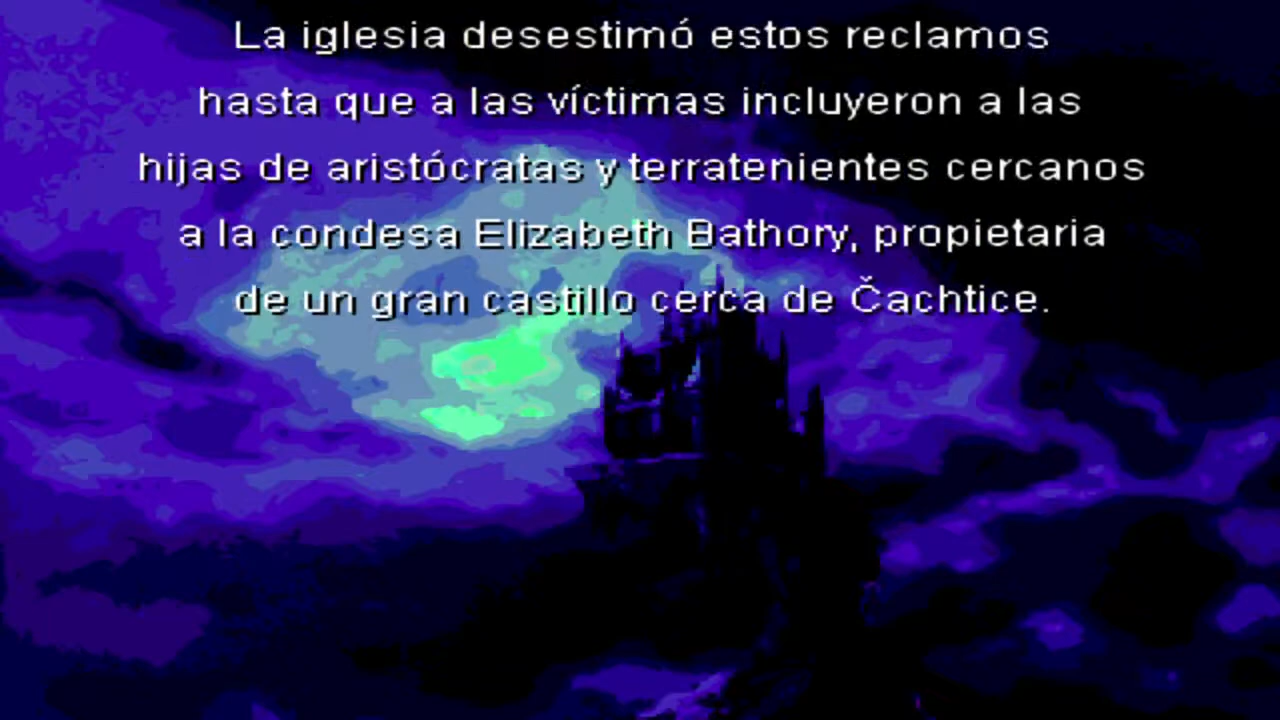 La iglesia desestimó estos reclamos
hasta que a las víctimas incluyeron a las
hijas de aristócratas y terratenientes cercanos
a la condesa Elizabeth Bathory, propietaria
de un gran castillo cerca de Čachtice.